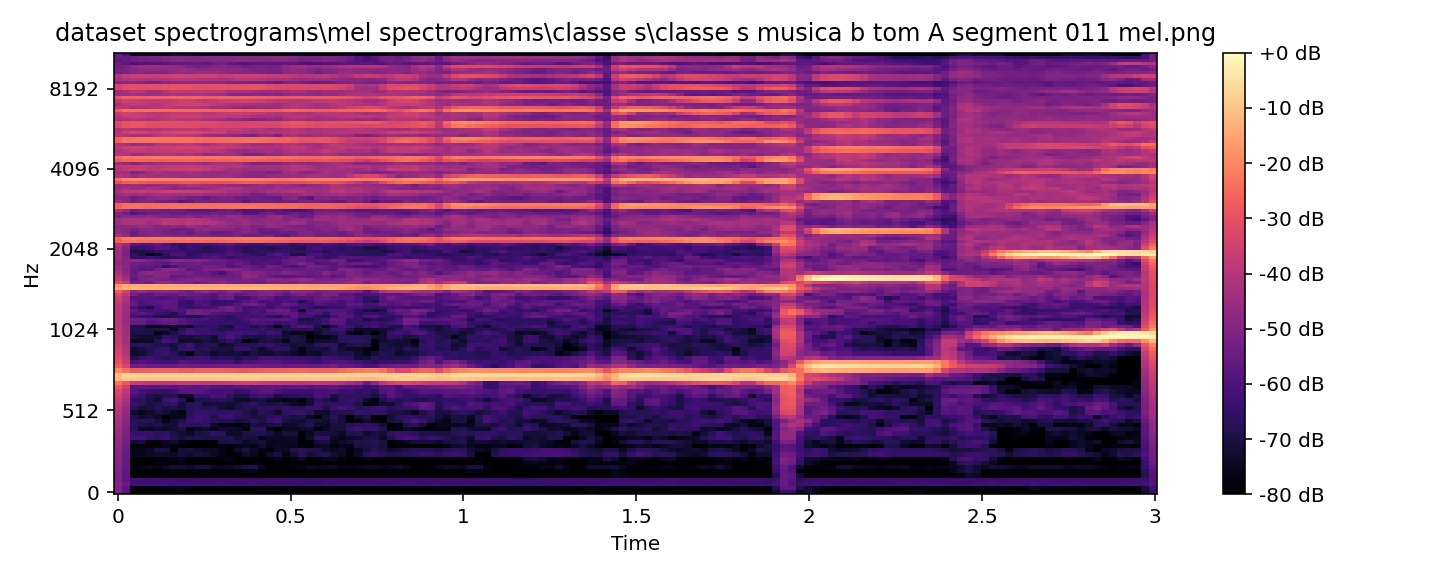 dataset spectrograms\mel spectrograms\classe s\classe s musica b tom A segment 011 mel.png
+0 dB
8192
-10 dB
-20 dB
4096
-30 dB
2048
-40 dB
Hz
1024
-50 dB
-60 dB
512
-70 dB
0
-80 dB
0 0.5 1 1.5 2 2.5 3
Time